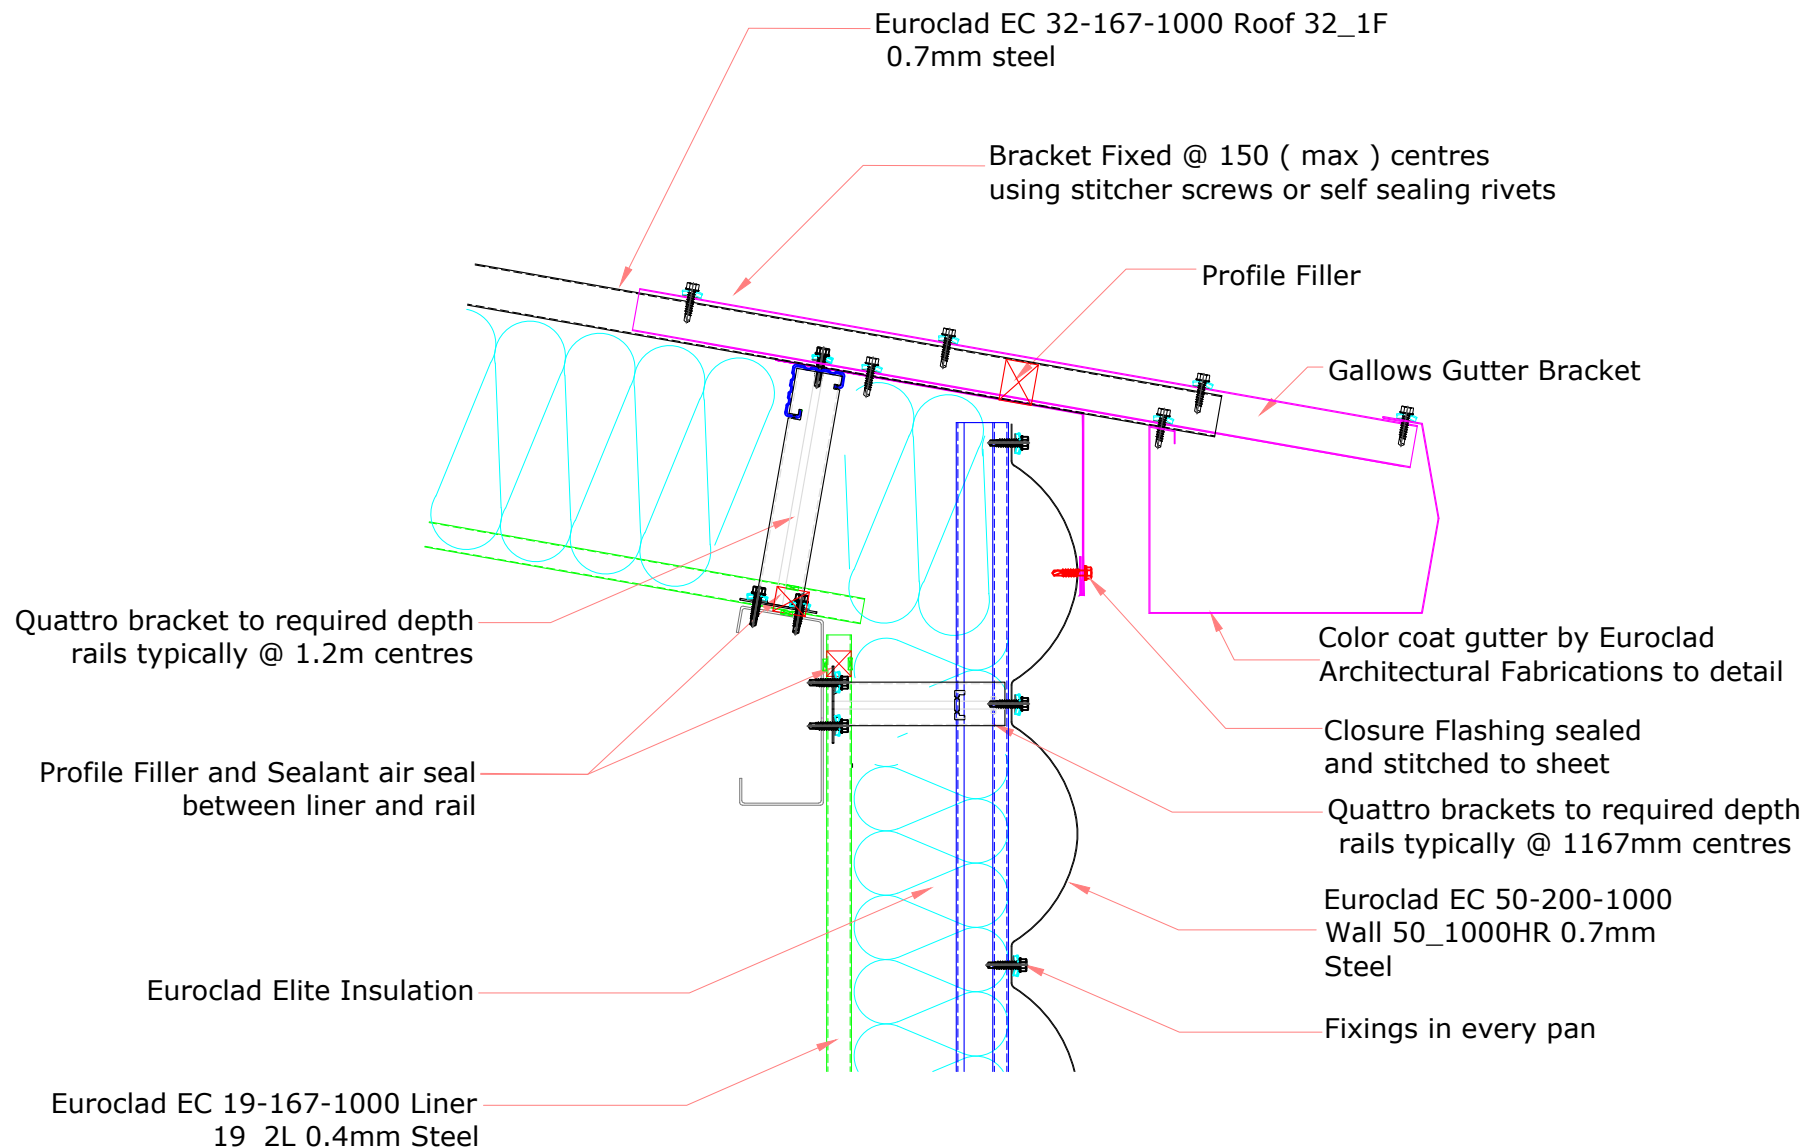 Euroclad EC 32-167-1000 Roof 32_1F
0.7mm steel
Bracket Fixed @ 150 ( max ) centres
using stitcher screws or self sealing rivets
Profile Filler
Gallows Gutter Bracket
Quattro bracket to required depth
rails typically @ 1.2m centres
Color coat gutter by Euroclad
Architectural Fabrications to detail
Closure Flashing sealed
and stitched to sheet
Profile Filler and Sealant air seal
between liner and rail
Quattro brackets to required depth
rails typically @ 1167mm centres
Euroclad EC 50-200-1000
Wall 50_1000HR 0.7mm
Steel
Euroclad Elite Insulation
Fixings in every pan
Euroclad EC 19-167-1000 Liner
19_2L 0.4mm Steel